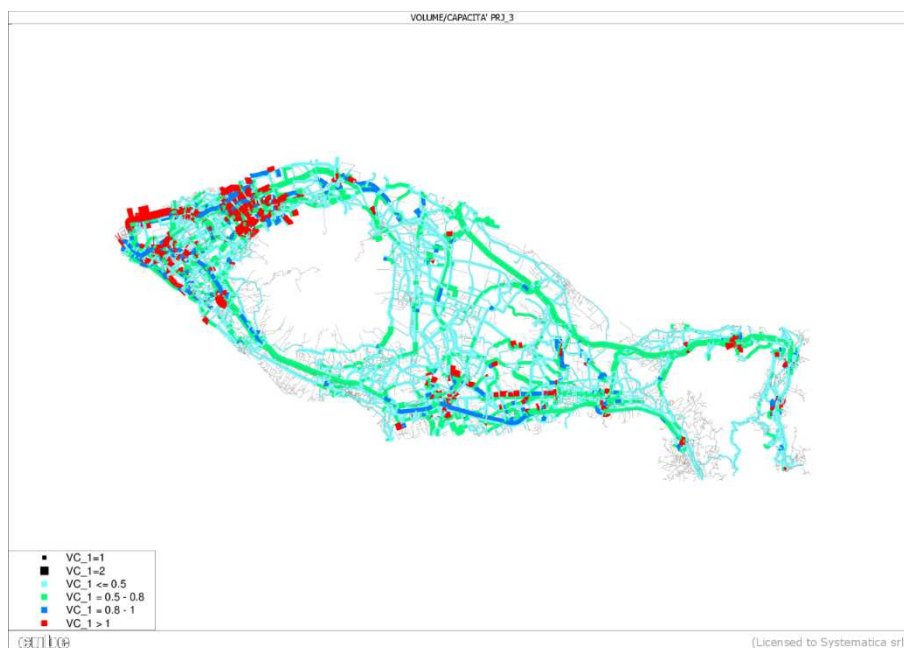 VOLUME/CAPACITA' PRJ_3
VC_1=1
VC_1=2
VC_1 <= 0.5
VC_1 = 0.5 - 0.8
VC_1 = 0.8 - 1
VC_1 > 1
(Licensed to Systematica srl